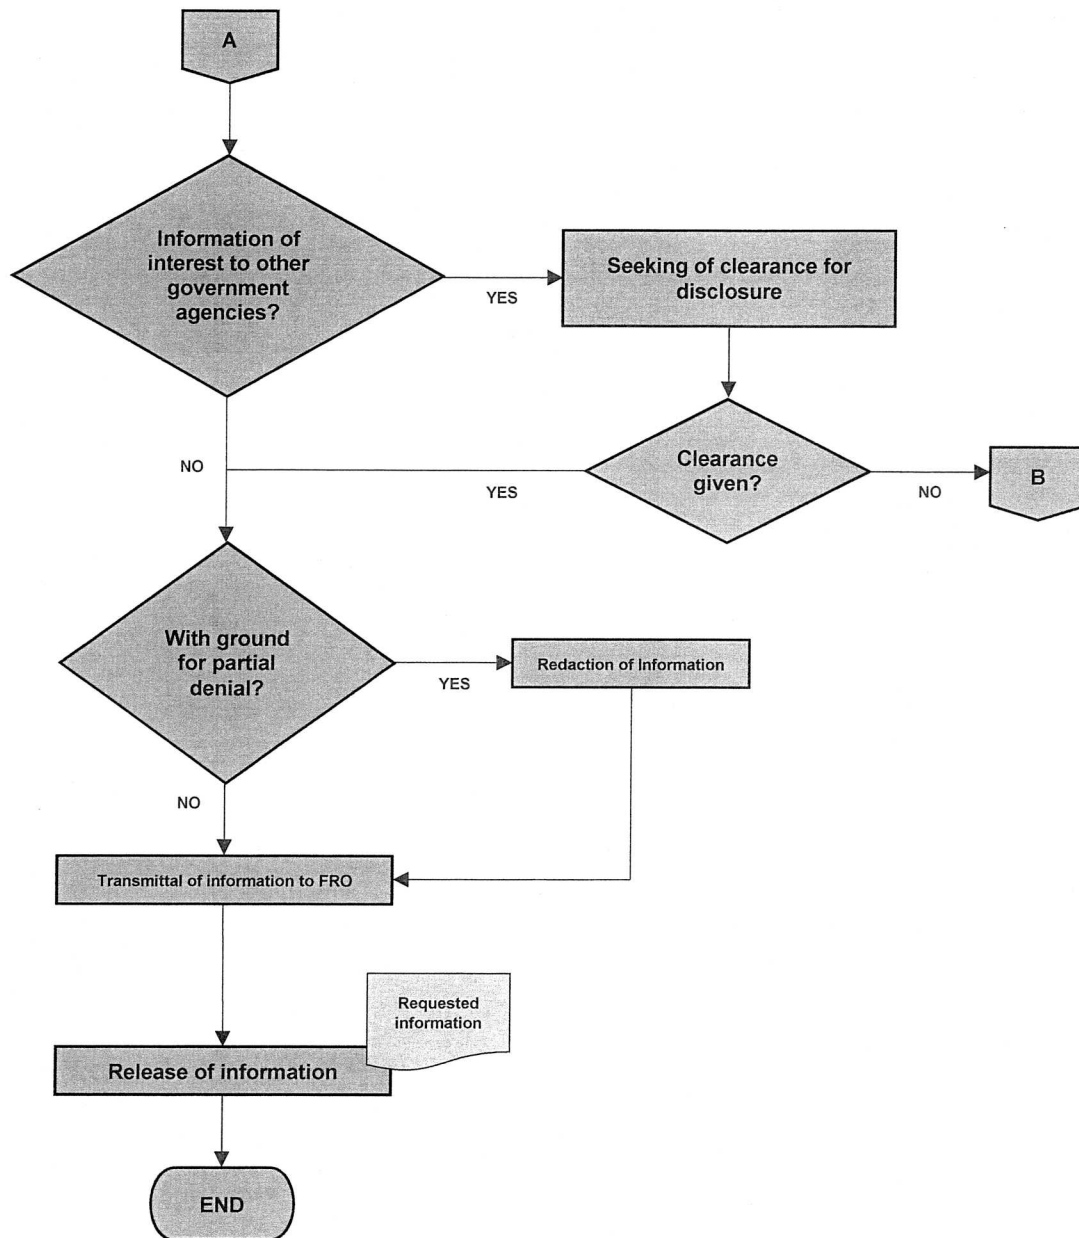 A
Information of
interest to other
government
agencies?
YES
Seeking of clearance for
disclosure
NO
YES
Clearance
given?
NO
B
With ground
for partial
denial?
YES
Redaction of Information
NO
Transmittal of information to FRO
Requested
information
Release of information
END